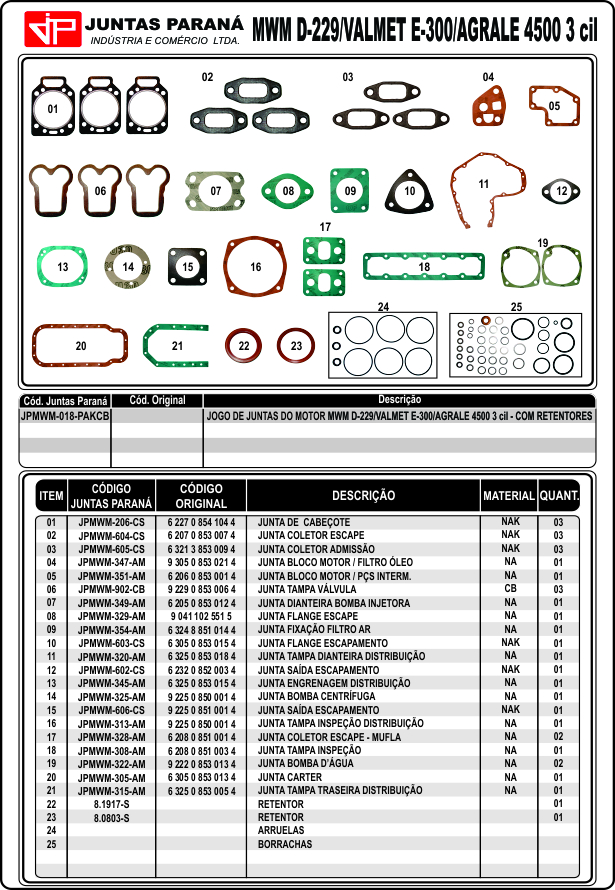 JP
JUNTAS PARANÁ
INDÚSTRIA E COMÉRCIO LTDA.
MWM D-229/VALMET E-300/AGRALE 4500 3 cil
01
02
03
04
05
06
07
08
09
10
11
12
13
14
15
16
17
18
19
20
21
22
23
24
25
Cód. Juntas Paraná Cód. Original Descrição
JPMWM-018-PAKCB JOGO DE JUNTAS DO MOTOR MWM D-229/VALMET E-300/AGRALE 4500 3 cil - COM RETENTORES
ITEM CÓDIGO JUNTAS PARANÁ CÓDIGO ORIGINAL DESCRIÇÃO MATERIAL QUANT.
01 JPMWM-206-CS 6 227 0 854 104 4 JUNTA DE CABEÇOTE NAK 03
02 JPMWM-604-CS 6 207 0 853 007 4 JUNTA COLETOR ESCAPE NAK 03
03 JPMWM-605-CS 6 321 3 853 009 4 JUNTA COLETOR ADMISSÃO NAK 03
04 JPMWM-347-AM 9 305 0 853 021 4 JUNTA BLOCO MOTOR / FILTRO ÓLEO NA 01
05 JPMWM-351-AM 6 206 0 853 001 4 JUNTA BLOCO MOTOR / PÇS INTERM. NA 01
06 JPMWM-902-CB 9 229 0 853 006 4 JUNTA TAMPA VÁLVULA CB 03
07 JPMWM-349-AM 6 205 0 853 012 4 JUNTA DIANTEIRA BOMBA INJETORA NA 01
08 JPMWM-329-AM 9 041 102 551 5 JUNTA FLANGE ESCAPE NA 01
09 JPMWM-354-AM 6 324 8 851 014 4 JUNTA FIXAÇÃO FILTRO AR NA 01
10 JPMWM-603-CS 6 305 0 853 015 4 JUNTA FLANGE ESCAPAMENTO NAK 01
11 JPMWM-320-AM 6 325 0 853 018 4 JUNTA TAMPA DIANTEIRA DISTRIBUIÇÃO NA 01
12 JPMWM-602-CS 6 232 0 852 003 4 JUNTA SAÍDA ESCAPAMENTO NAK 01
13 JPMWM-345-AM 6 325 0 853 015 4 JUNTA ENGRENAGEM DISTRIBUIÇÃO NA 01
14 JPMWM-325-AM 9 225 0 850 001 4 JUNTA BOMBA CENTRÍFUGA NA 01
15 JPMWM-606-CS 9 225 0 851 001 4 JUNTA SAÍDA ESCAPAMENTO NAK 01
16 JPMWM-313-AM 9 225 0 850 001 4 JUNTA TAMPA INSPEÇÃO DISTRIBUIÇÃO NA 01
17 JPMWM-328-AM 6 208 0 851 001 4 JUNTA COLETOR ESCAPE - MUFLA NA 02
18 JPMWM-308-AM 6 208 0 851 003 4 JUNTA TAMPA INSPEÇÃO NA 01
19 JPMWM-322-AM 9 222 0 853 013 4 JUNTA BOMBA D'ÁGUA NA 02
20 JPMWM-305-AM 6 305 0 853 013 4 JUNTA CARTER NA 01
21 JPMWM-315-AM 6 325 0 853 005 4 JUNTA TAMPA TRASEIRA DISTRIBUIÇÃO NA 01
22 8.1917-S RETENTOR 01
23 8.0803-S RETENTOR 01
24 ARRUELAS
25 BORRACHAS